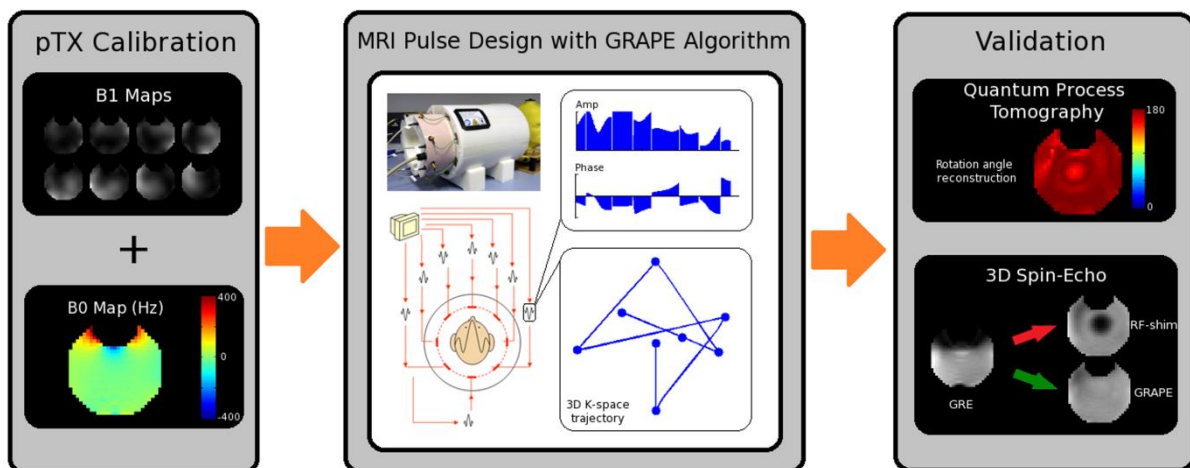 pTX Calibration
B1 Maps
+
B0 Map (Hz)
400
0
-400
MRI Pulse Design with GRAPE Algorithm
Amp
Phase
3D K-space
trajectory
Validation
Quantum Process
Tomography
180
Rotation angle
reconstruction
0
3D Spin-Echo
RF-shim
GRE
GRAPE